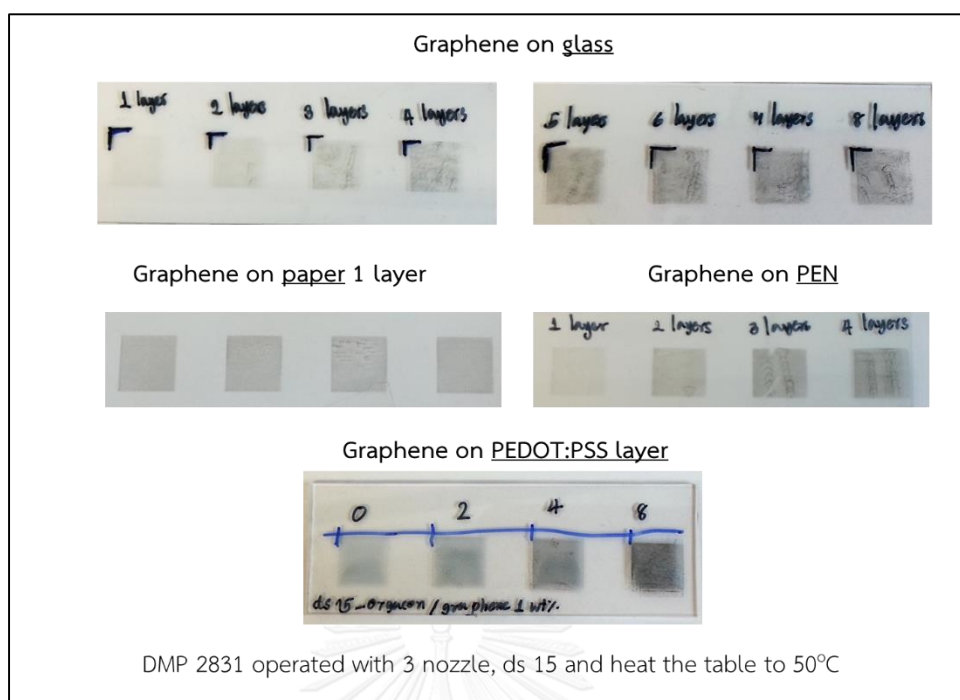 Graphene on glass
1 layer 2 layers 3 layers 4 layers
5 layers 6 layers 7 layers 8 layers
Graphene on paper 1 layer
Graphene on PEN
1 layer 2 layers 3 layers 4 layers
Graphene on PEDOT:PSS layer
0 2 4 8
ds 15_orgacon / graphene 1 wt%.
DMP 2831 operated with 3 nozzle, ds 15 and heat the table to 50°C